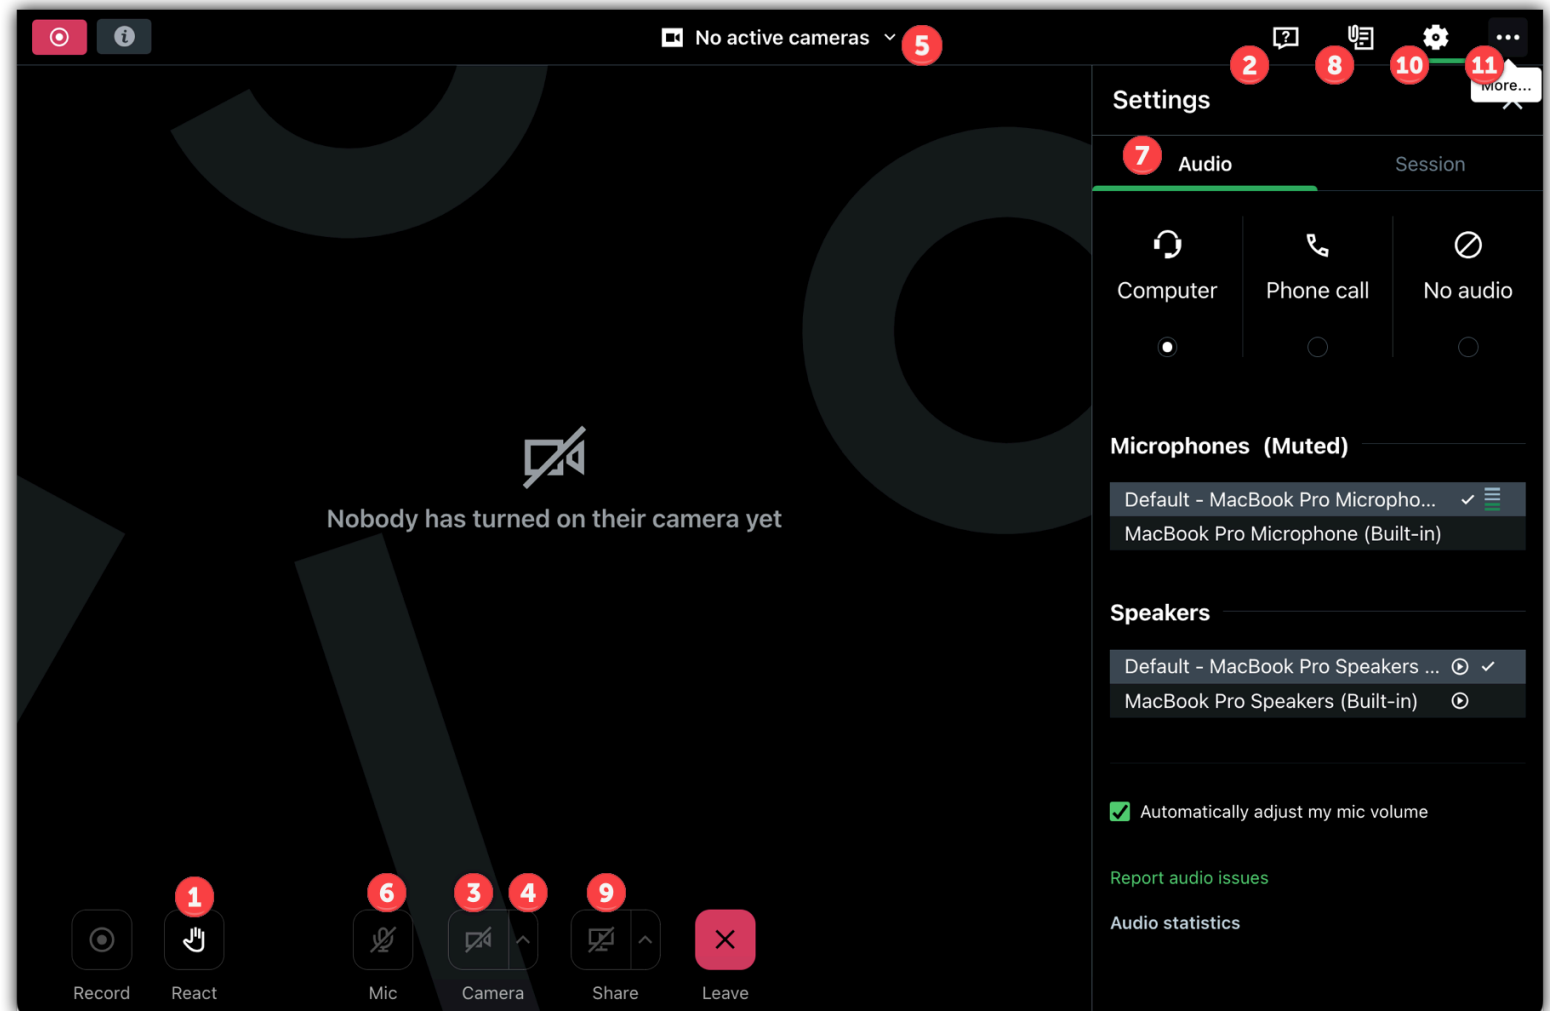 No active cameras
5
2
8
10
11
More...
Settings
7
Audio
Session
Computer
Phone call
No audio
Nobody has turned on their camera yet
Microphones (Muted)
Default - MacBook Pro Micropho...
MacBook Pro Microphone (Built-in)
Speakers
Default - MacBook Pro Speakers ...
MacBook Pro Speakers (Built-in)
Automatically adjust my mic volume
Report audio issues
Audio statistics
1
6
3
4
9
Record
React
Mic
Camera
Share
Leave